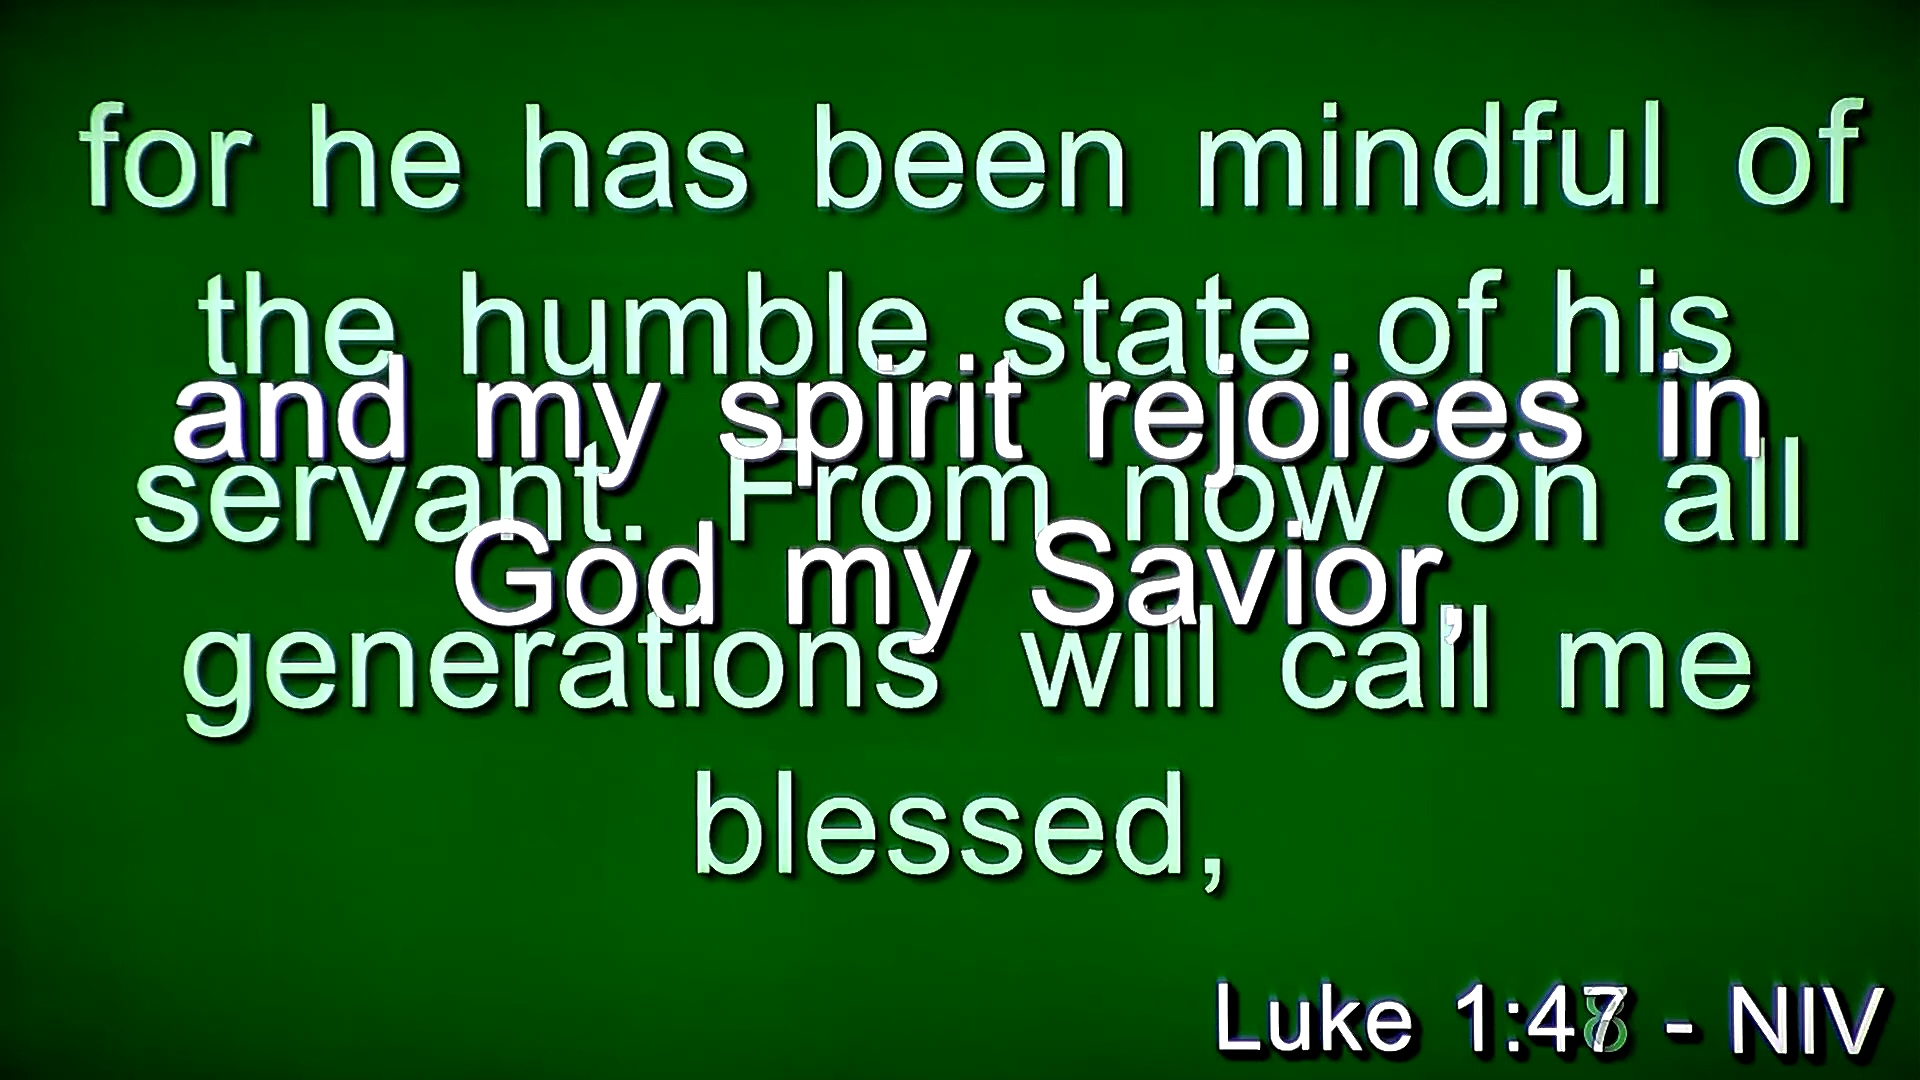 for he has been mindful of
the humble state of his
and my spirit rejoices in
servant. From now on all
God my Savior,
generations will call me
blessed,
Luke 1:47 - NIV